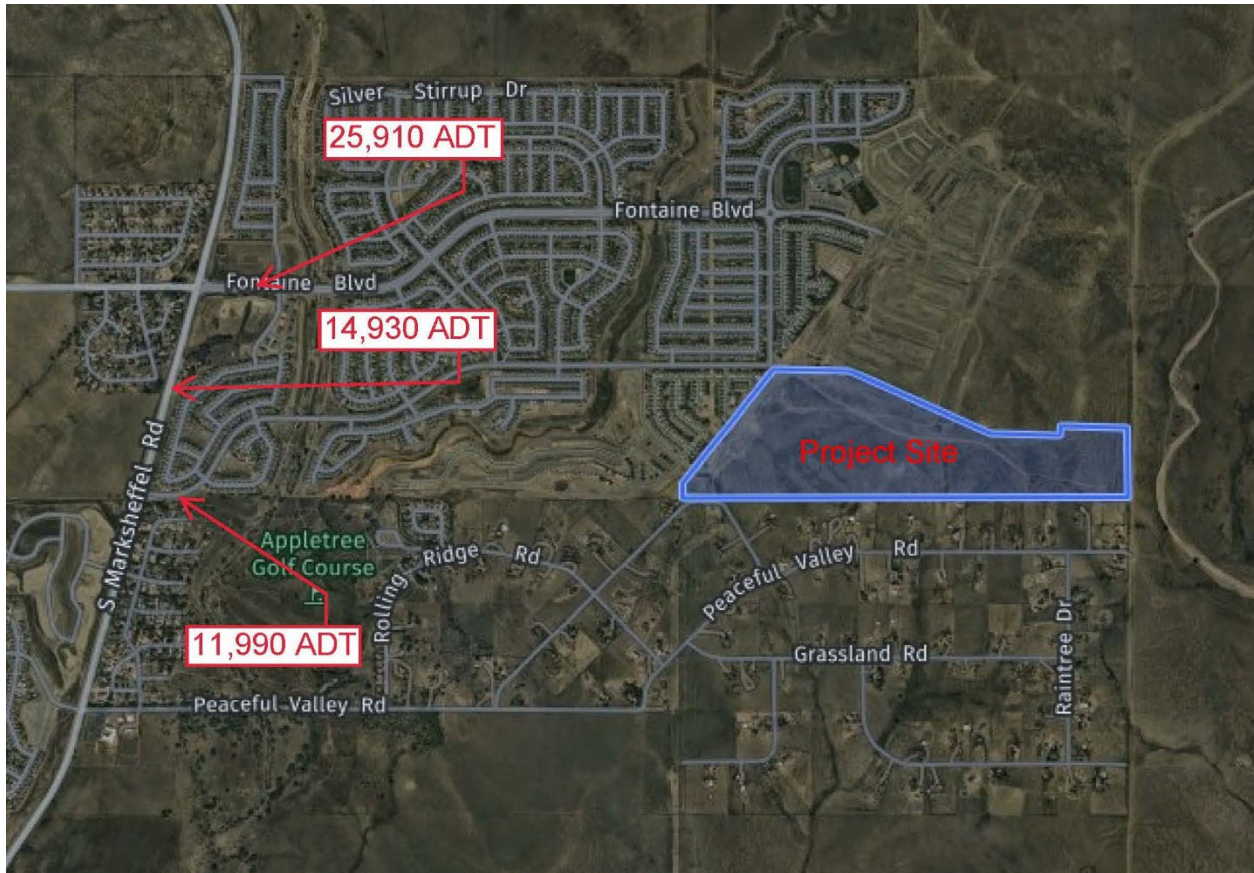 Silver Stirrup Dr
25,910 ADT
Fontaine Blvd
Fontaine Blvd
14,930 ADT
S Marksheffel Rd
Project Site
Appletree
Golf Course
Rolling Ridge Rd
Peaceful Valley Rd
11,990 ADT
Grassland Rd
Raintree Dr
Peaceful Valley Rd